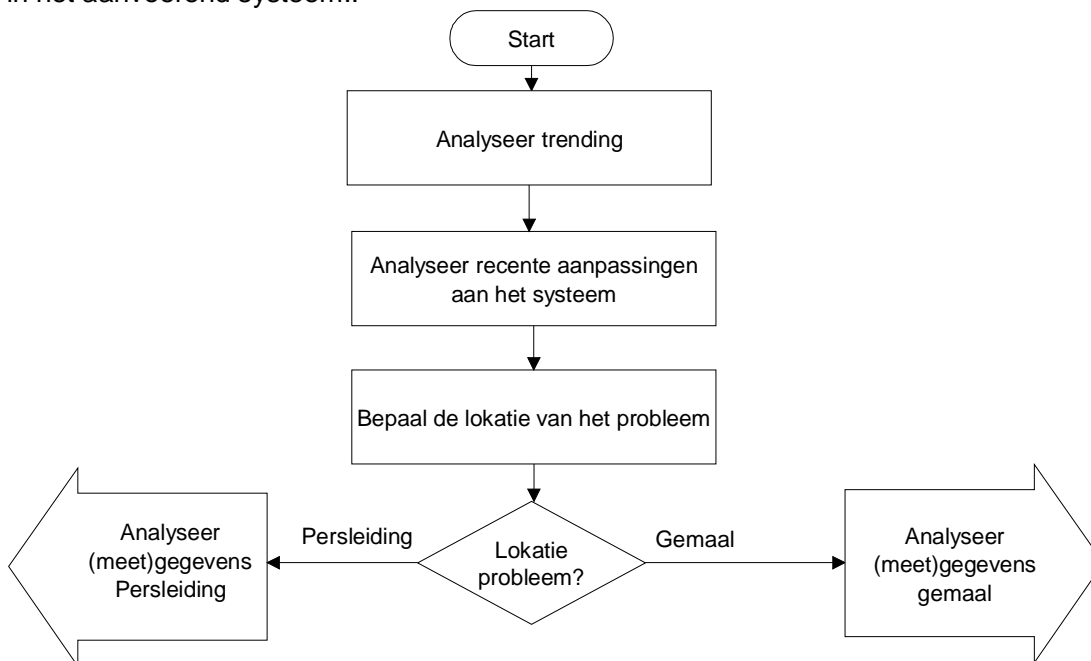 in het aanvoerend systeem..
Start
Analyseer trending
Analyseer recente aanpassingen
aan het systeem
Bepaal de lokatie van het probleem
Analyseer
(meet)gegevens
Persleiding
Persleiding
Lokatie
probleem?
Gemaal
Analyseer
(meet)gegevens
gemaal